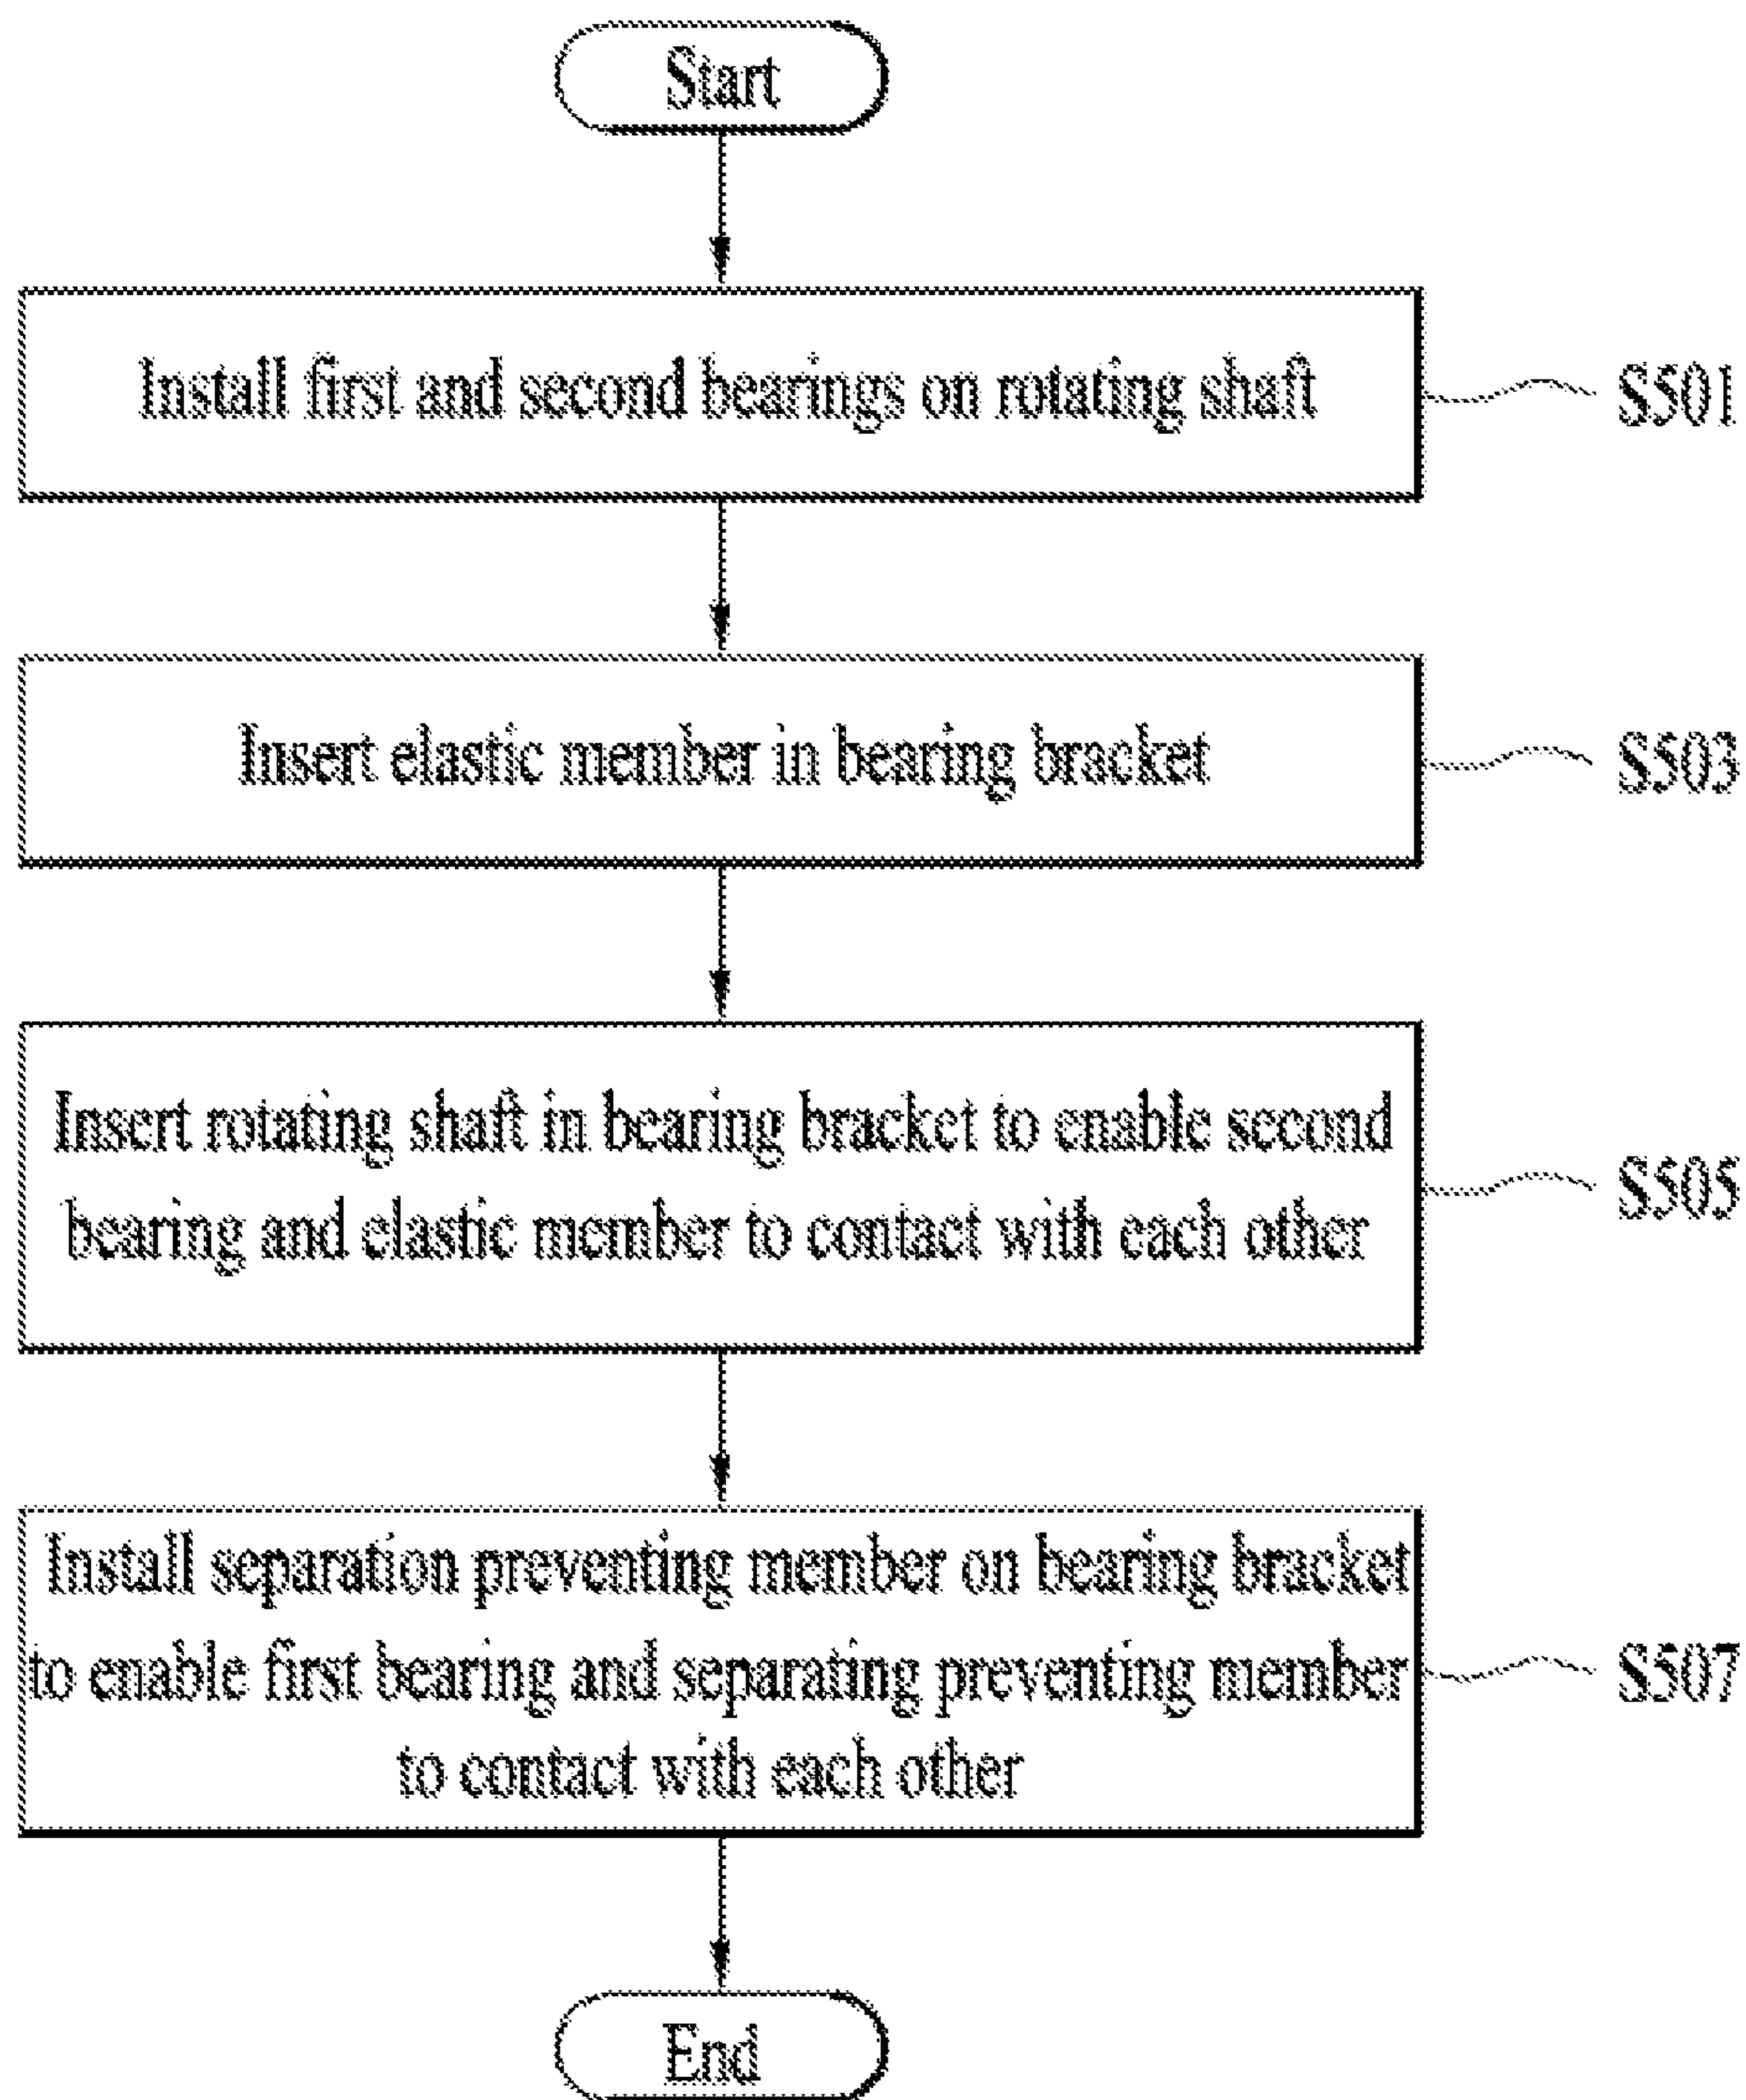 Start
Install first and second bearings on rotating shaft
S501
Insert elastic member in bearing bracket
S503
Insert rotating shaft in bearing bracket to enable second
bearing and elastic member to contact with each other
S505
Install separation preventing member on bearing bracket
to enable first bearing and separating preventing member
to contact with each other
S507
End